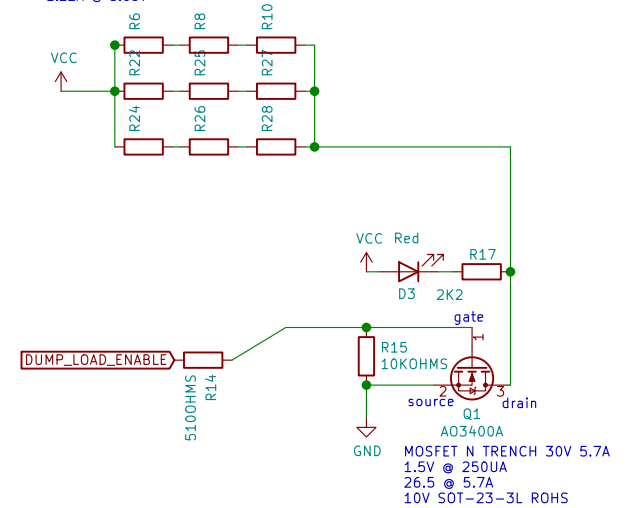 R6
R8
R10
VCC
R22
R25
R27
R24
R26
R28
VCC
Red
R17
D3
2K2
gate
1
DUMP_LOAD_ENABLE
R15
10KOHMS
510OHMS
R14
2
3
source
drain
Q1
AO3400A
GND
MOSFET N TRENCH 30V 5.7A
1.5V @ 250UA
26.5 @ 5.7A
10V SOT-23-3L ROHS